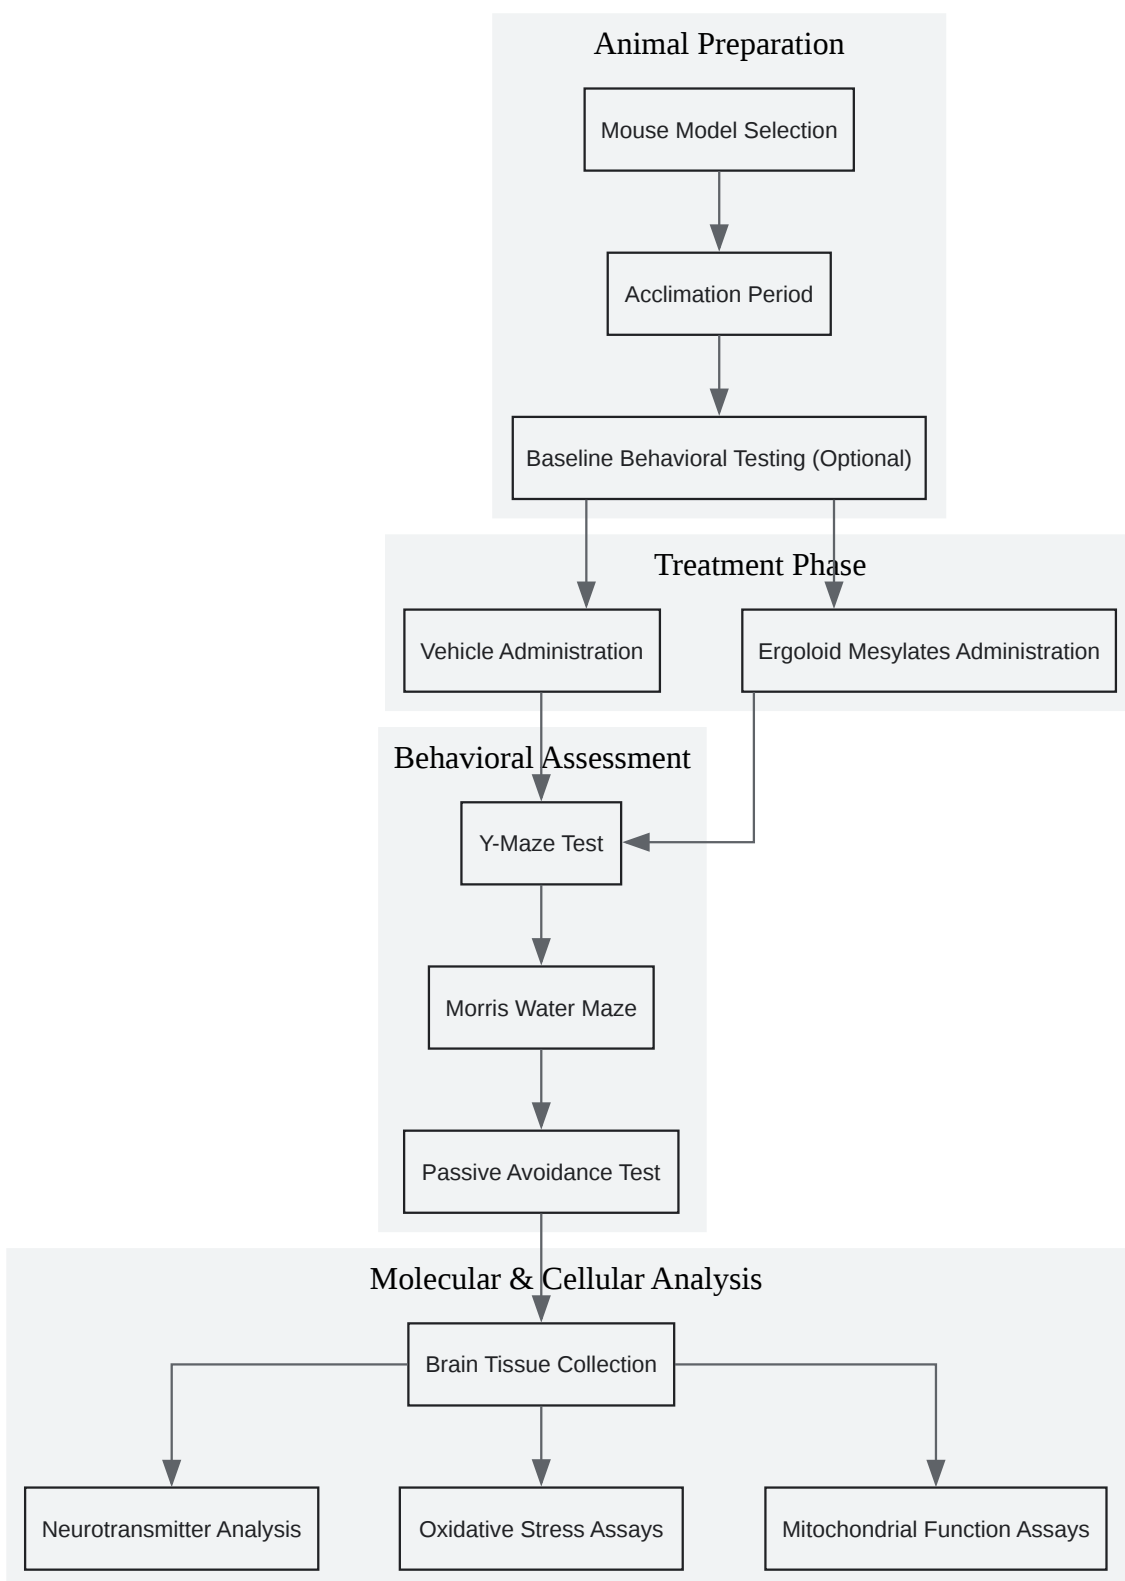 Animal Preparation
Mouse Model Selection
Acclimation Period
Baseline Behavioral Testing (Optional)
Treatment Phase
Vehicle Administration
Ergoloid Mesylates Administration
Behavioral Assessment
Y-Maze Test
Morris Water Maze
Passive Avoidance Test
Molecular & Cellular Analysis
Brain Tissue Collection
Neurotransmitter Analysis
Oxidative Stress Assays
Mitochondrial Function Assays